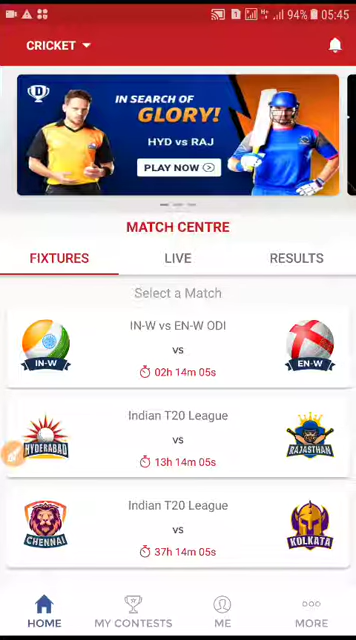 94% 05:45
CRICKET
D
IN SEARCH OF
GLORY!
HYD vs RAJ
PLAY NOW
MATCH CENTRE
FIXTURES LIVE RESULTS
Select a Match
IN-W vs EN-W ODI
vs
IN-W
EN-W
02h 14m 05s
Indian T20 League
vs
HYDERABAD
RAJASTHAN
13h 14m 05s
Indian T20 League
vs
CHENNAI
KOLKATA
37h 14m 05s
HOME MY CONTESTS ME MORE